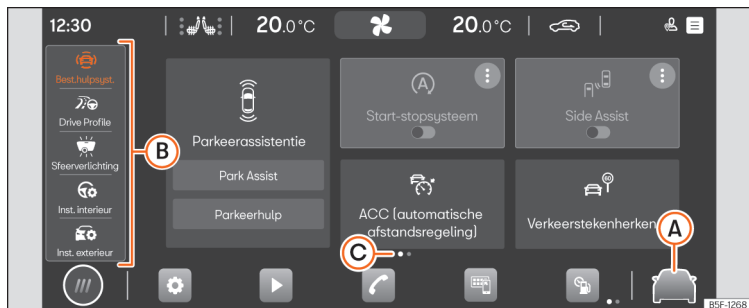 12:30
20.0°C
20.0°C
Best.hulpsyst.
Drive Profile
Sfeerverlichting
Inst. interieur
Inst. exterieur
B
Parkeerassistentie
Park Assist
Parkeerhulp
A
Start-stopsysteem
Side Assist
ACC (automatische
afstandsregeling)
60
Verkeerstekenherken
A
C
B5F-1268